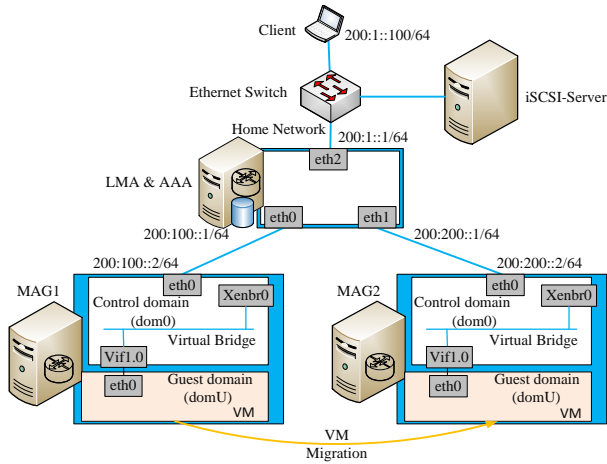 Client
200:1::100/64
Ethernet Switch
iSCSI-Server
Home Network
200:1::1/64
eth2
LMA & AAA
eth0
eth1
200:100::1/64
200:200::1/64
200:100::2/64
200:200::2/64
MAG1
eth0
Control domain
(dom0)
Xenbr0
Virtual Bridge
Vif1.0
eth0
Guest domain
(domU)
VM
MAG2
eth0
Control domain
(dom0)
Xenbr0
Virtual Bridge
Vif1.0
eth0
Guest domain
(domU)
VM
VM
Migration